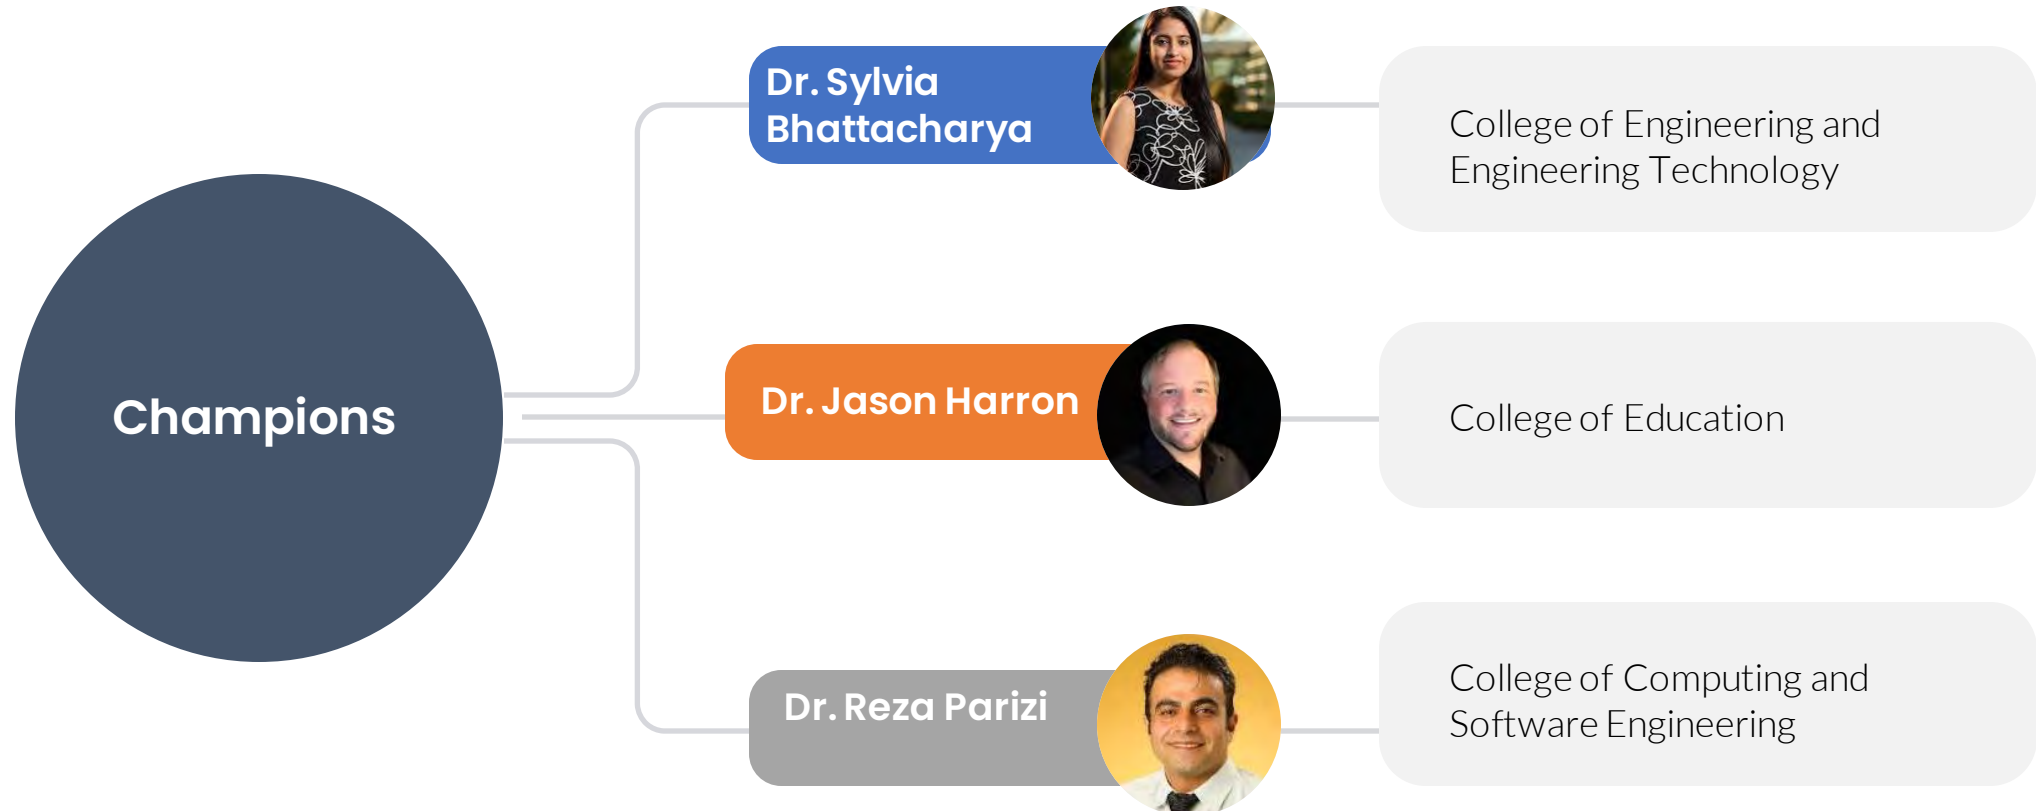 Champions
Dr. Sylvia
Bhattacharya
College of Engineering and
Engineering Technology
Dr. Jason Harron
College of Education
Dr. Reza Parizi
College of Computing and
Software Engineering